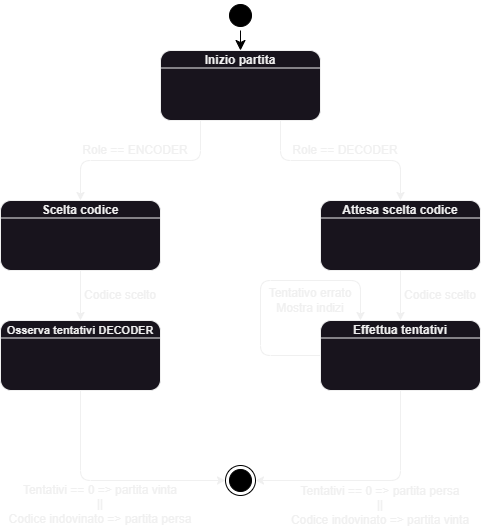 Inizio partita
Role == ENCODER
Role == DECODER
Scelta codice
Attesa scelta codice
Codice scelto
Tentativo errato
Mostra indizi
Codice scelto
Osserva tentativi DECODER
Effettua tentativi
Tentativi == 0 => partita vinta
||
Codice indovinato => partita persa
Tentativi == 0 => partita persa
||
Codice indovinato => partita vinta